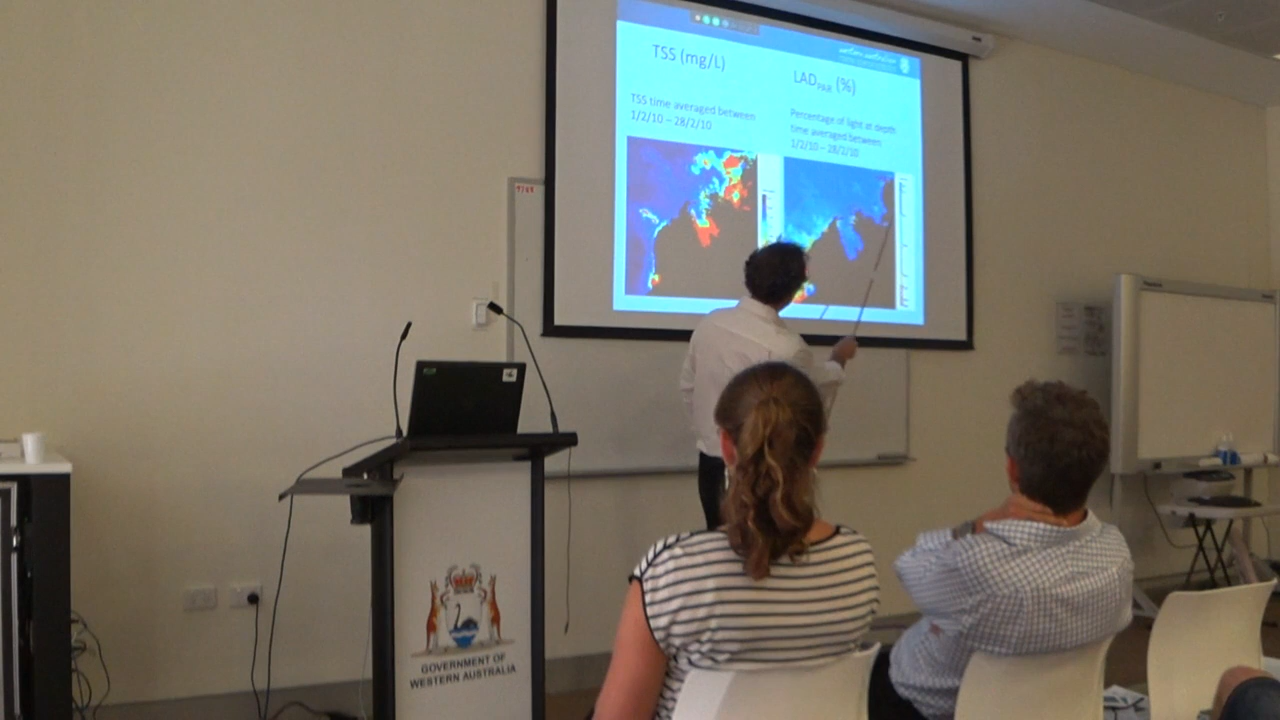 TSS (mg/L)
TSS time averaged between
1/2/10 – 28/2/10
LADPAR (%)
Percentage of light at depth
time averaged between
1/2/10 – 28/2/10
GOVERNMENT OF
WESTERN AUSTRALIA